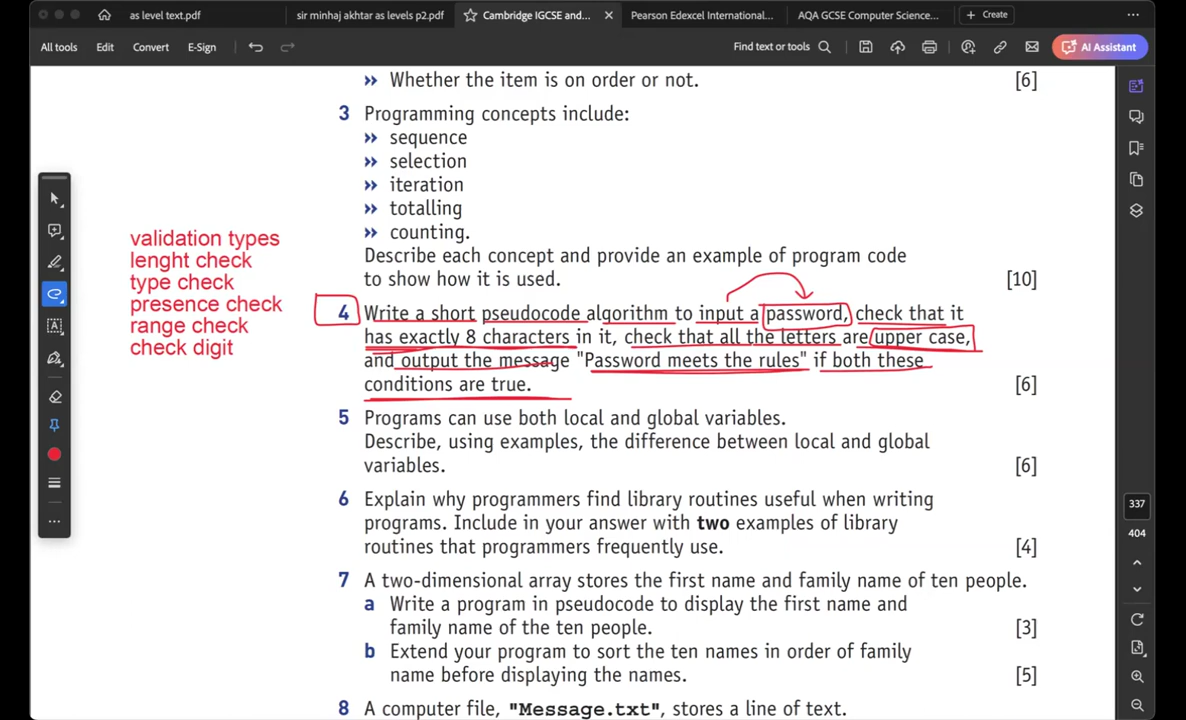 as level text.pdf
sir minhaj akhtar as levels p2.pdf
Cambridge IGCSE and...
Pearson Edexcel International...
AQA GCSE Computer Science...
Create
All tools
Edit
Convert
E-Sign
Find text or tools
AI Assistant
» Whether the item is on order or not. [6]
3 Programming concepts include:
» sequence
» selection
» iteration
» totalling
» counting.
Describe each concept and provide an example of program code
to show how it is used. [10]
validation types
lenght check
type check
presence check
range check
check digit
4 Write a short pseudocode algorithm to input a password, check that it
has exactly 8 characters in it, check that all the letters are upper case,
and output the message "Password meets the rules" if both these
conditions are true. [6]
5 Programs can use both local and global variables.
Describe, using examples, the difference between local and global
variables. [6]
6 Explain why programmers find library routines useful when writing
programs. Include in your answer with two examples of library
routines that programmers frequently use. [4]
7 A two-dimensional array stores the first name and family name of ten people.
a Write a program in pseudocode to display the first name and
family name of the ten people. [3]
b Extend your program to sort the ten names in order of family
name before displaying the names. [5]
8 A computer file, "Message.txt", stores a line of text.
337
404